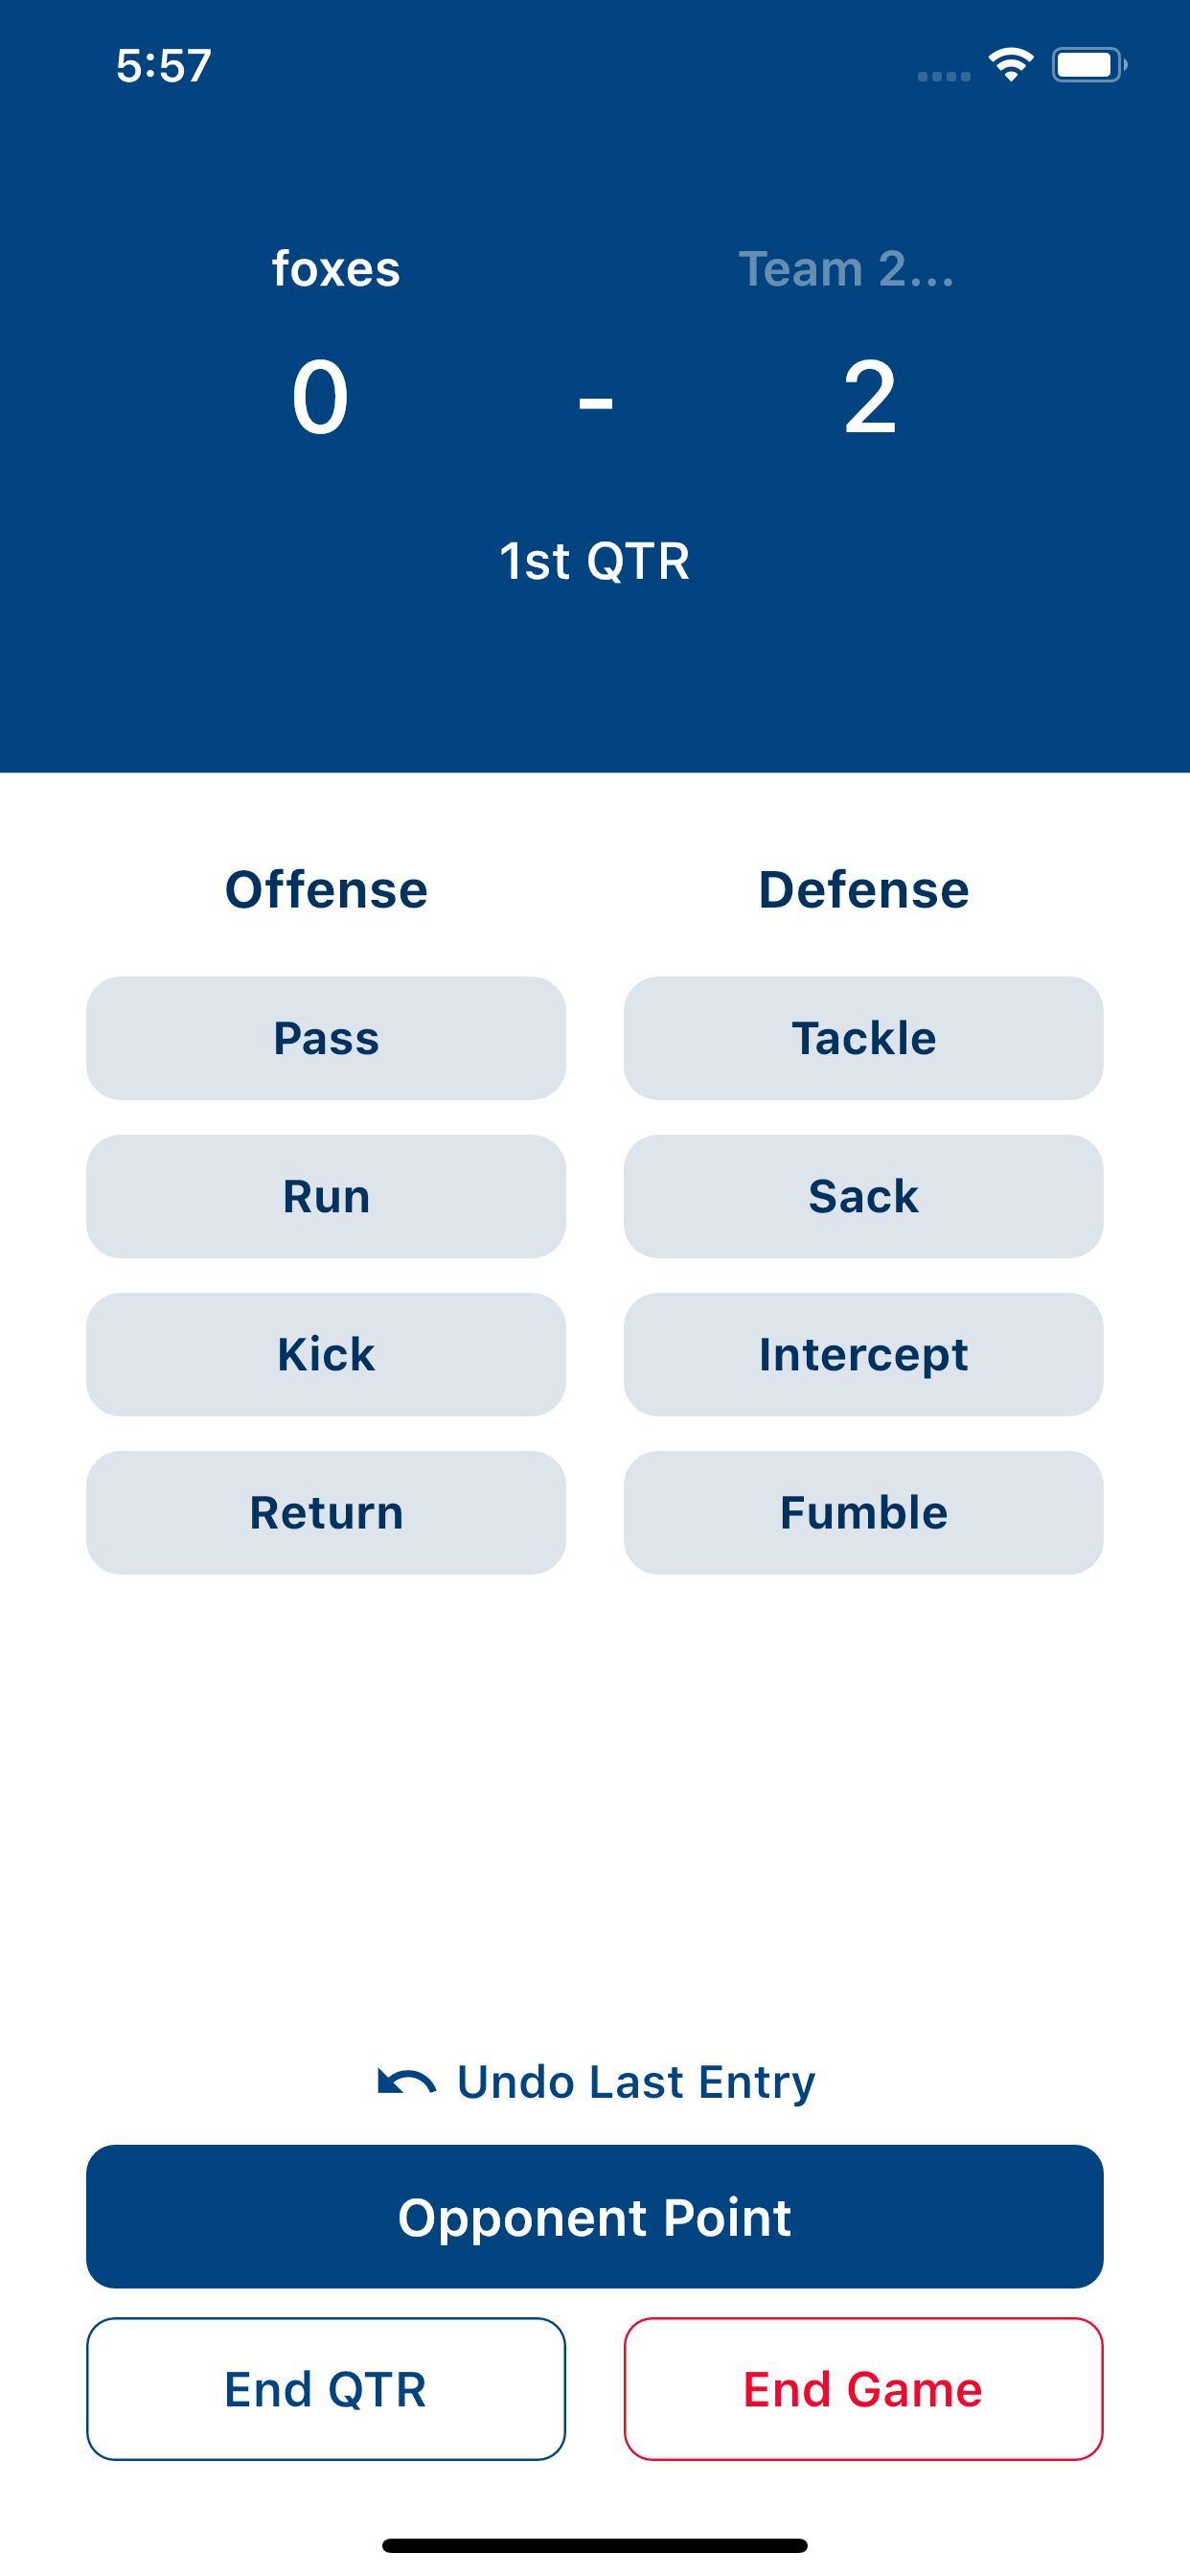 5:57
foxes Team 2...
0 - 2
1st QTR
Offense Defense
Pass Tackle
Run Sack
Kick Intercept
Return Fumble
Undo Last Entry
Opponent Point
End QTR End Game